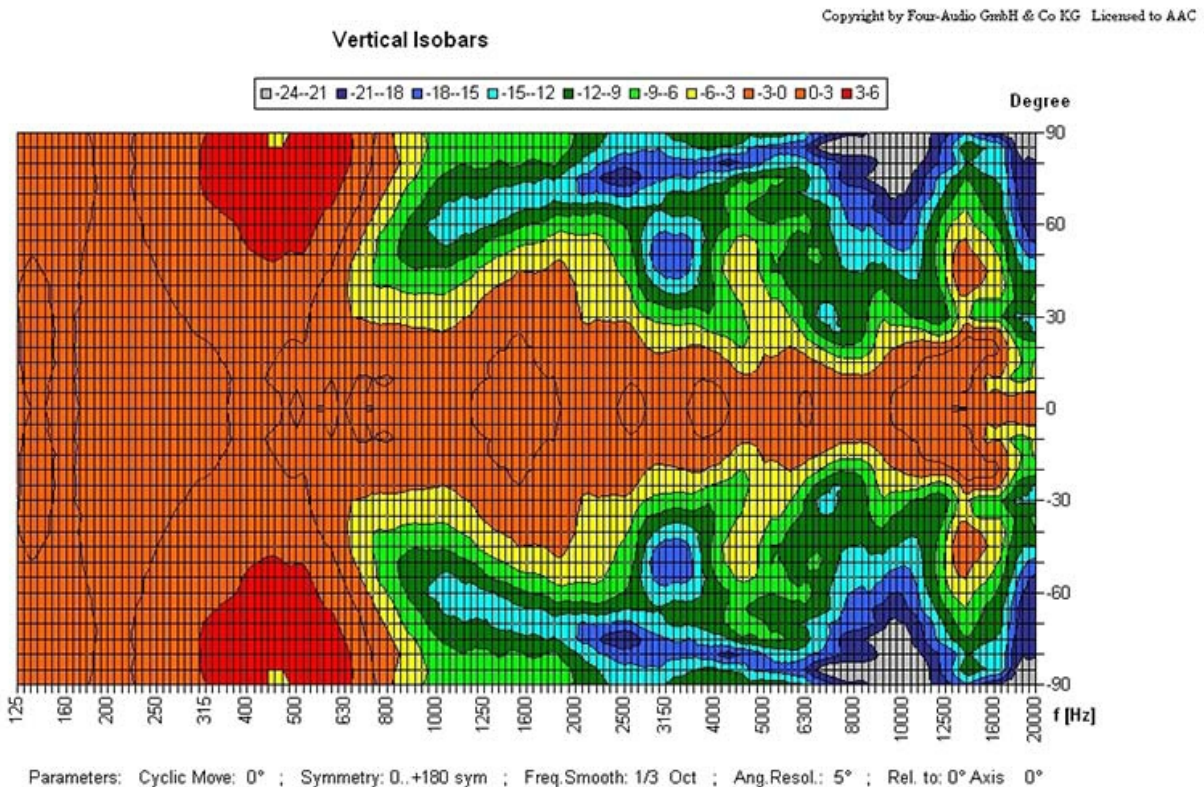 Copyright by Four-Audio GmbH & Co KG Licensed to AAC
Vertical Isobars
-24--21 -21--18 -18--15 -15--12 -12--9 -9-6 -6--3 -3-0 0-3 3-6
Degree
90
60
30
0
-30
-60
-90
125 160 200 250 315 400 500 630 800 1000 1250 1600 2000 2500 3150 4000 5000 6300 8000 10000 12500 16000 20000
f [Hz]
Parameters: Cyclic Move: 0° ; Symmetry: 0..+180 sym ; Freq.Smooth: 1/3 Oct ; Ang.Resol.: 5° ; Rel. to: 0° Axis 0°